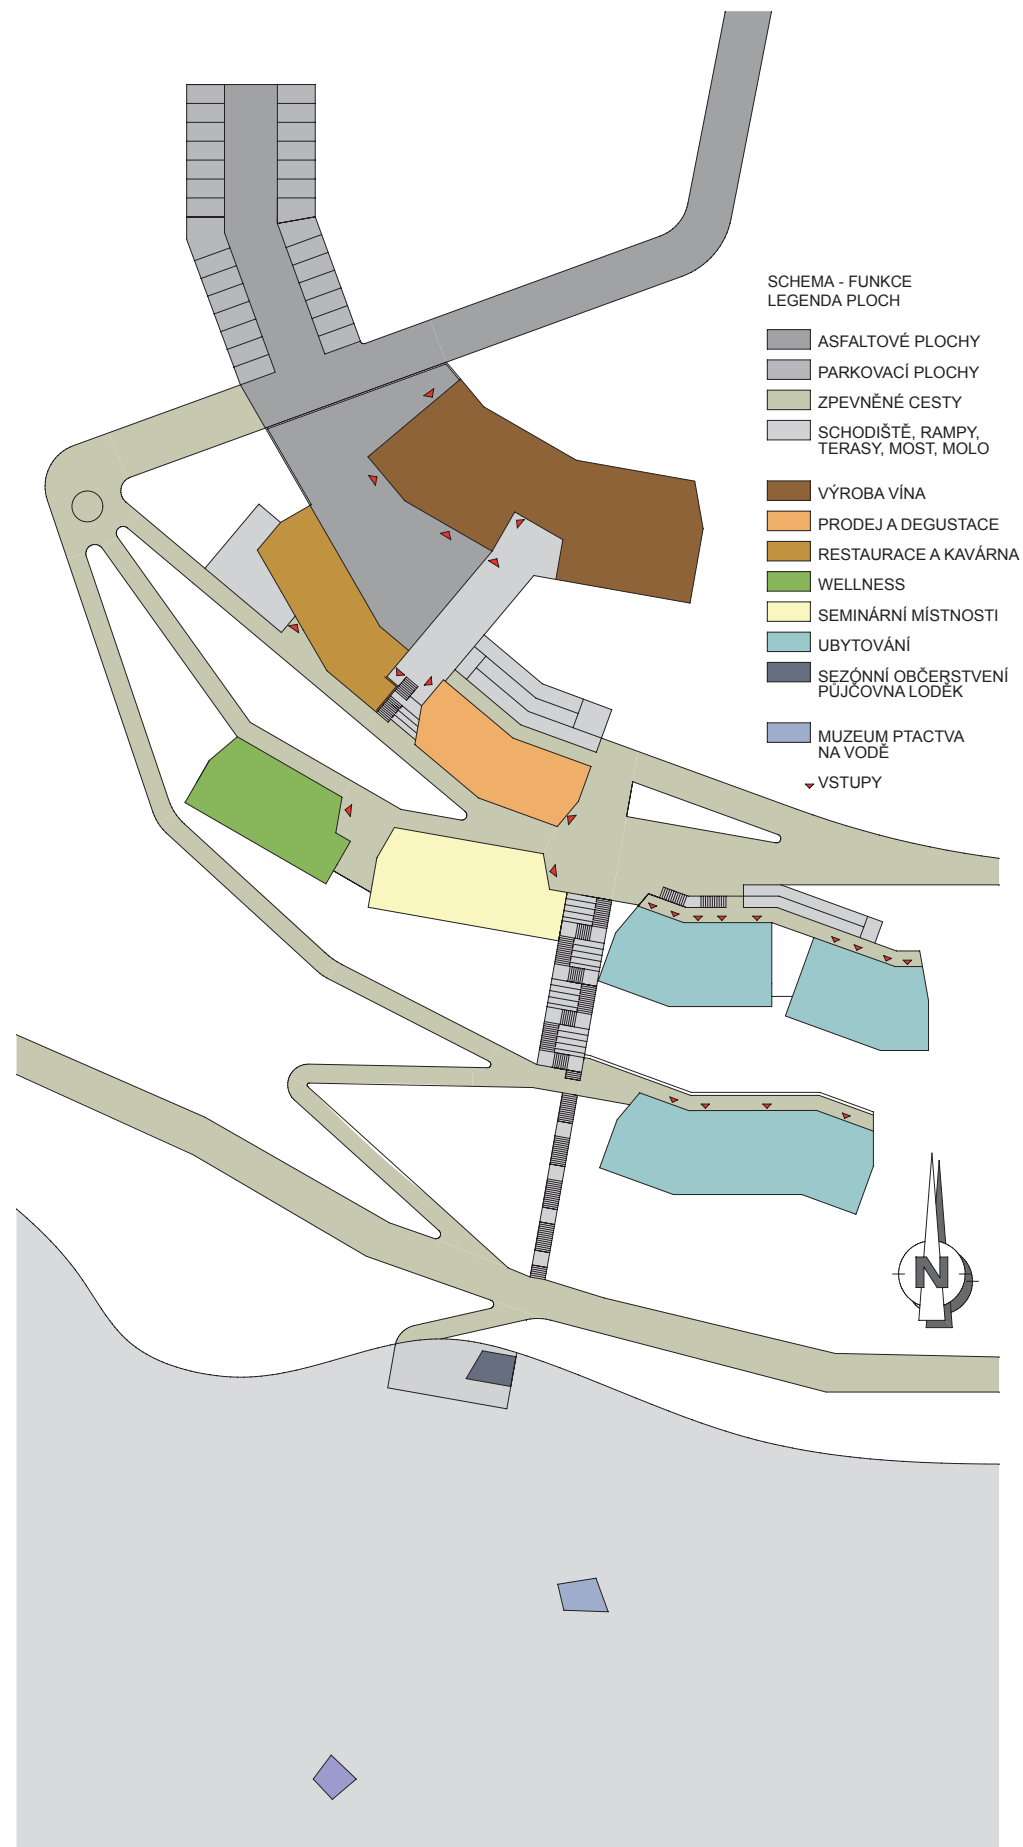 SCHEMA - FUNKCE
LEGENDA PLOCH
ASFALTOVÉ PLOCHY
PARKOVACÍ PLOCHY
ZPEVNĚNÉ CESTY
SCHODIŠTĚ, RAMPY,
TERASY, MOST, MOLO
VÝROBA VÍNA
PRODEJ A DEGUSTACE
RESTAURACE A KAVÁRNA
WELLNESS
SEMINÁRNÍ MÍSTNOSTI
UBYTOVÁNÍ
SEZÓNNÍ OBČERSTVENÍ
PŮJČOVNA LODĚK
MUZEUM PTACTVA
NA VODĚ
VSTUPY
N